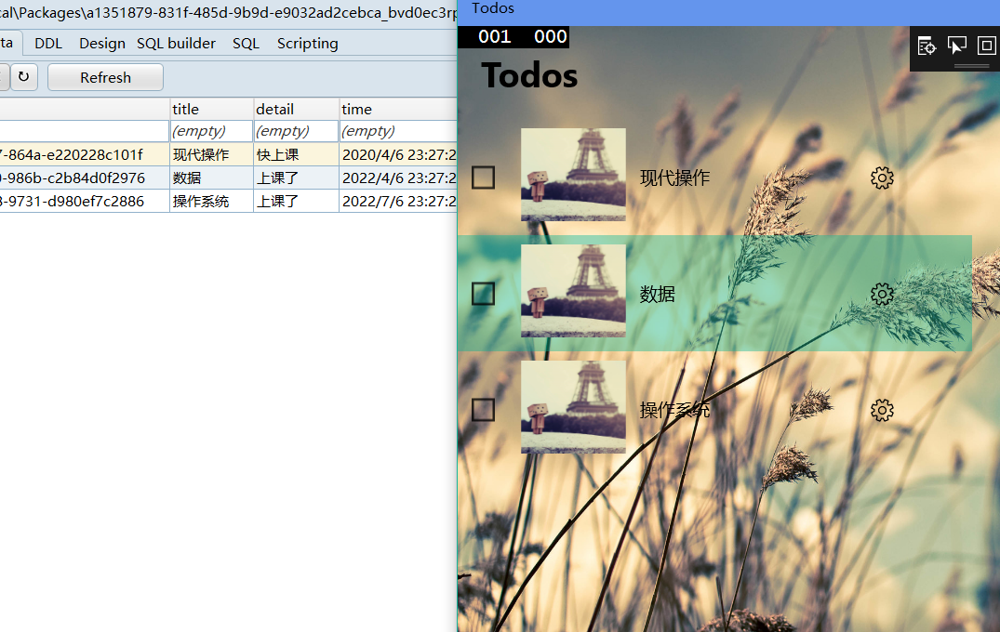 cal\Packages\a1351879-831f-485d-9b9d-e9032ad2cebca_bvd0ec3rp
ta DDL Design SQL builder SQL Scripting
Refresh
title detail time
(empty) (empty) (empty)
7-864a-e220228c101f 现代操作 快上课 2020/4/6 23:27:2
-986b-c2b84d0f2976 数据 上课了 2022/4/6 23:27:2
-9731-d980ef7c2886 操作系统 上课了 2022/7/6 23:27:2
Todos
001 000
Todos
现代操作
数据
操作系统